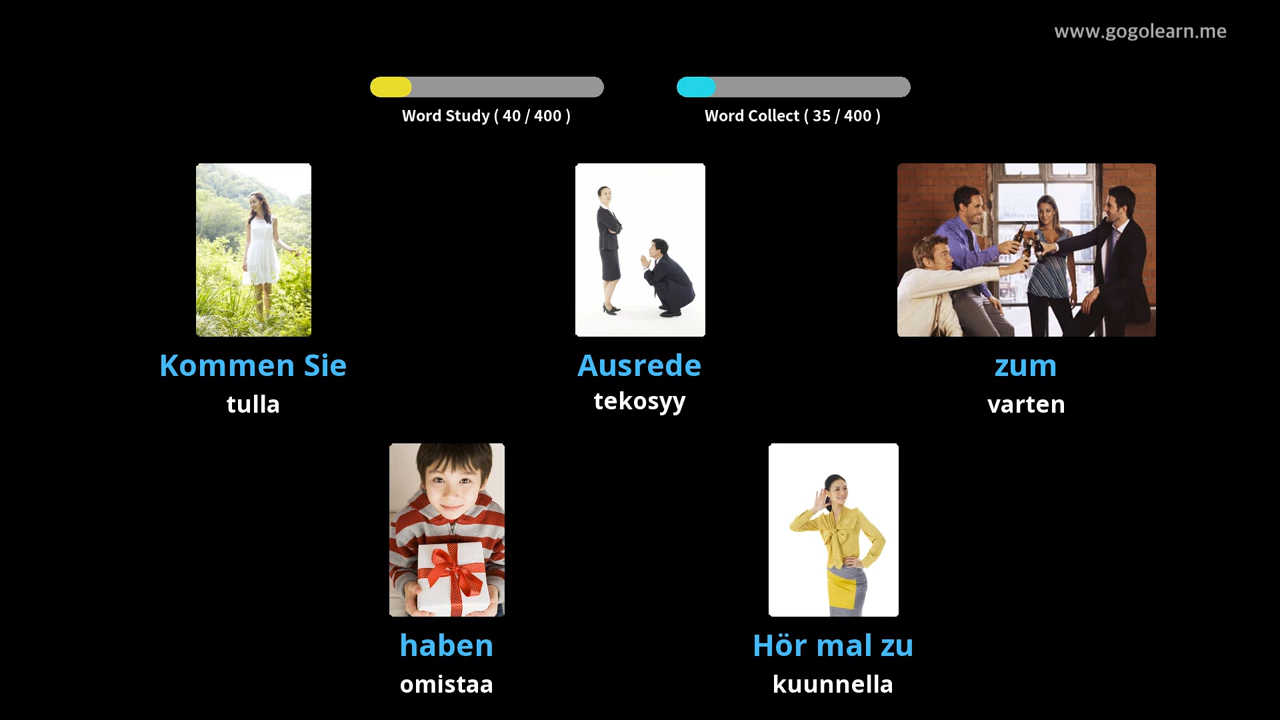 www.gogolearn.me
Word Study ( 40 / 400 )
Word Collect ( 35 / 400 )
Kommen Sie
tulla
Ausrede
tekosyy
zum
varten
haben
omistaa
Hör mal zu
kuunnella